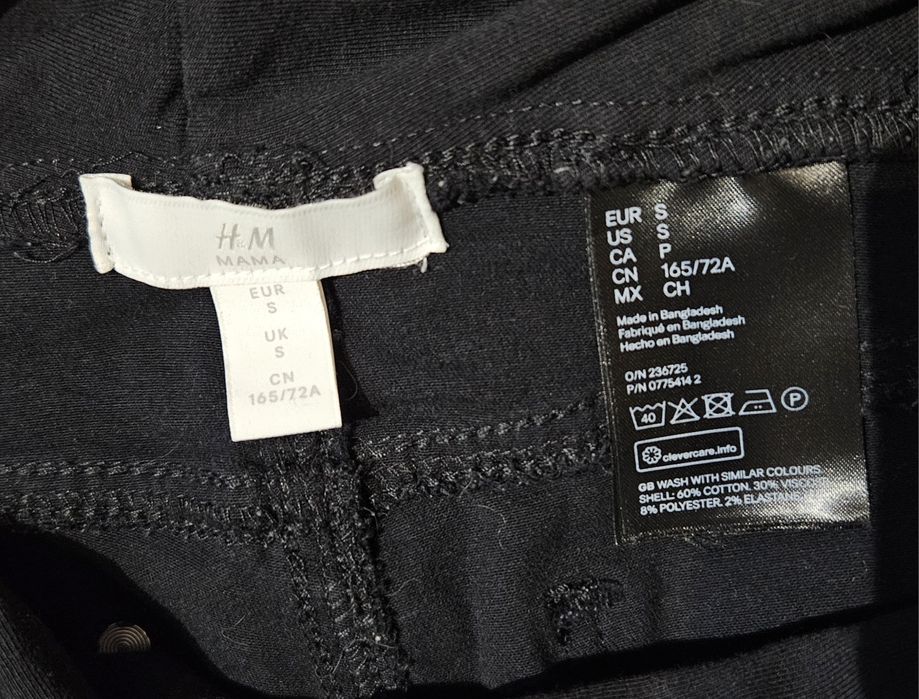 H&M
MAMA
EUR
S
UK
S
CN
165/72A
EUR S
US S
CA P
CN 165/72A
MX CH
Made in Bangladesh
Fabriqué en Bangladesh
Hecho en Bangladesh
O/N 236725
P/N 0775414 2
40 P
clevercare.info
GB WASH WITH SIMILAR COLOURS
SHELL: 60% COTTON. 30% VISCOSE
8% POLYESTER. 2% ELASTANE